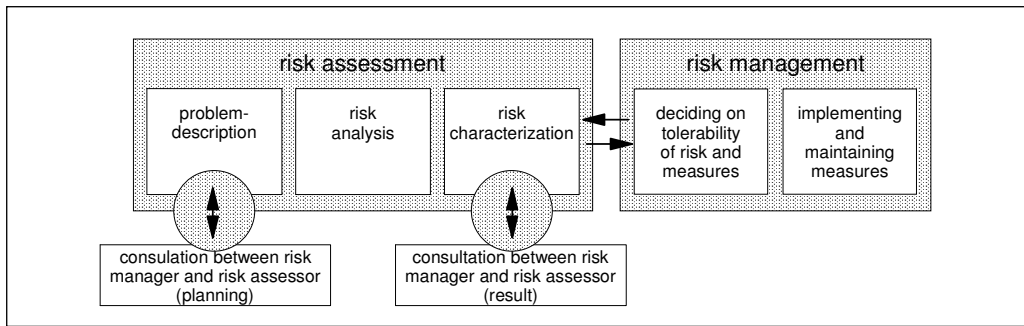 risk assessment
problem-
description
risk
analysis
risk
characterization
risk management
deciding on
tolerability
of risk and
measures
implementing
and
maintaining
measures
consulation between risk
manager and risk assessor
(planning)
consultation between risk
manager and risk assessor
(result)